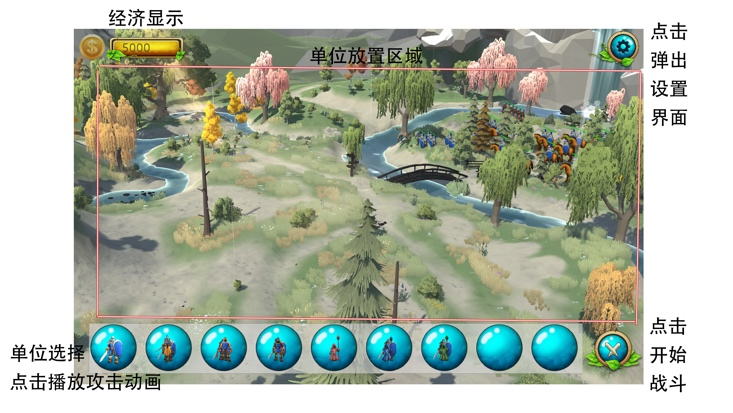 经济显示
5000
单位放置区域
点击
弹出
设置
界面
单位选择
点击播放攻击动画
点击
开始
战斗